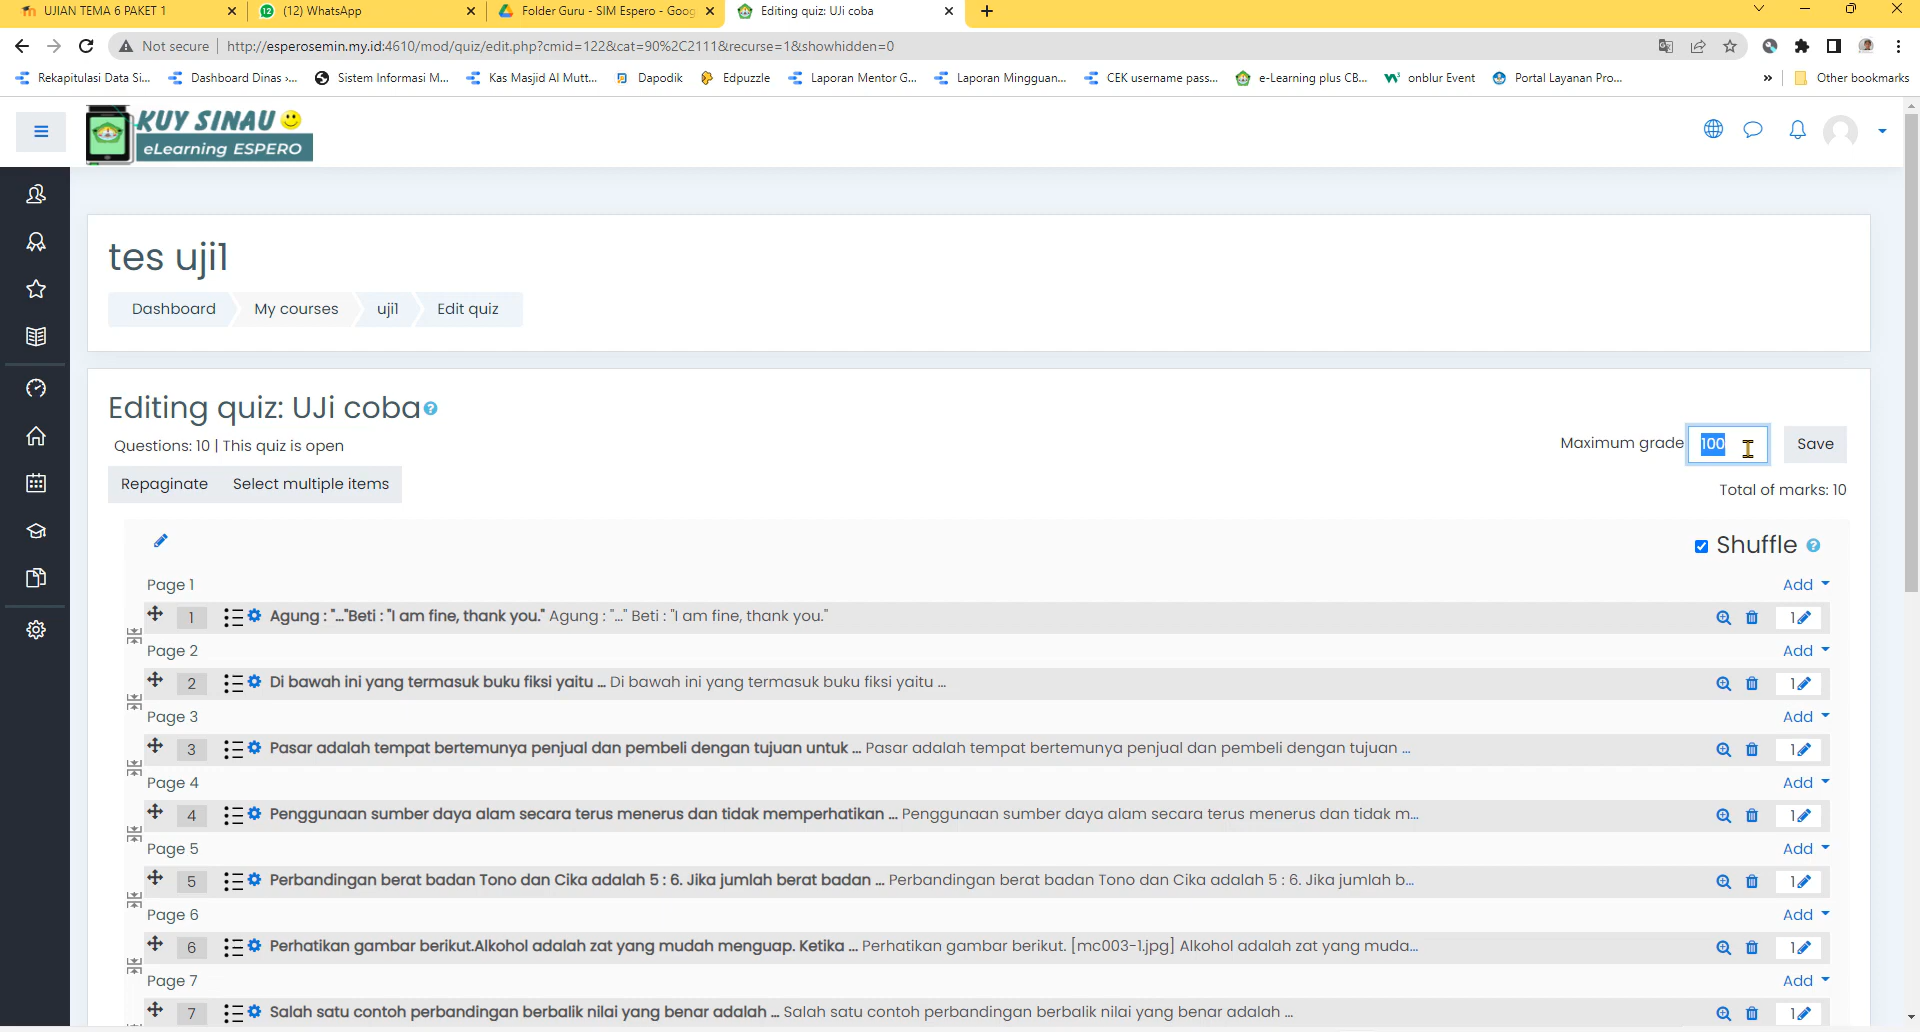 UJIAN TEMA 6 PAKET 1
(12) WhatsApp
Folder Guru - SIM Espero - Goog
Editing quiz: UJi coba
Not secure
http://esperosemin.my.id:4610/mod/quiz/edit.php?cmid=122&cat=90%2C2111&recurse=1&showhidden=0
Rekapitulasi Data Si...
Dashboard Dinas ›...
Sistem Informasi M...
Kas Masjid Al Mutt...
Dapodik
Edpuzzle
Laporan Mentor G...
Laporan Mingguan...
CEK username pass...
e-Learning plus CB...
onblur Event
Portal Layanan Pro...
»
Other bookmarks
KUY SINAU
eLearning ESPERO
tes uji1
Dashboard
My courses
uji1
Edit quiz
Editing quiz: UJi coba
Questions: 10 | This quiz is open
Maximum grade 100 Save
Repaginate Select multiple items
Total of marks: 10
Shuffle
Page 1 Add
1 Agung : "..."Beti : "I am fine, thank you." Agung : "..." Beti : "I am fine, thank you." 1
Page 2 Add
2 Di bawah ini yang termasuk buku fiksi yaitu ... Di bawah ini yang termasuk buku fiksi yaitu ... 1
Page 3 Add
3 Pasar adalah tempat bertemunya penjual dan pembeli dengan tujuan untuk ... Pasar adalah tempat bertemunya penjual dan pembeli dengan tujuan ... 1
Page 4 Add
4 Penggunaan sumber daya alam secara terus menerus dan tidak memperhatikan ... Penggunaan sumber daya alam secara terus menerus dan tidak m... 1
Page 5 Add
5 Perbandingan berat badan Tono dan Cika adalah 5 : 6. Jika jumlah berat badan ... Perbandingan berat badan Tono dan Cika adalah 5 : 6. Jika jumlah b... 1
Page 6 Add
6 Perhatikan gambar berikut.Alkohol adalah zat yang mudah menguap. Ketika ... Perhatikan gambar berikut. [mc003-1.jpg] Alkohol adalah zat yang muda... 1
Page 7 Add
7 Salah satu contoh perbandingan berbalik nilai yang benar adalah ... Salah satu contoh perbandingan berbalik nilai yang benar adalah ... 1